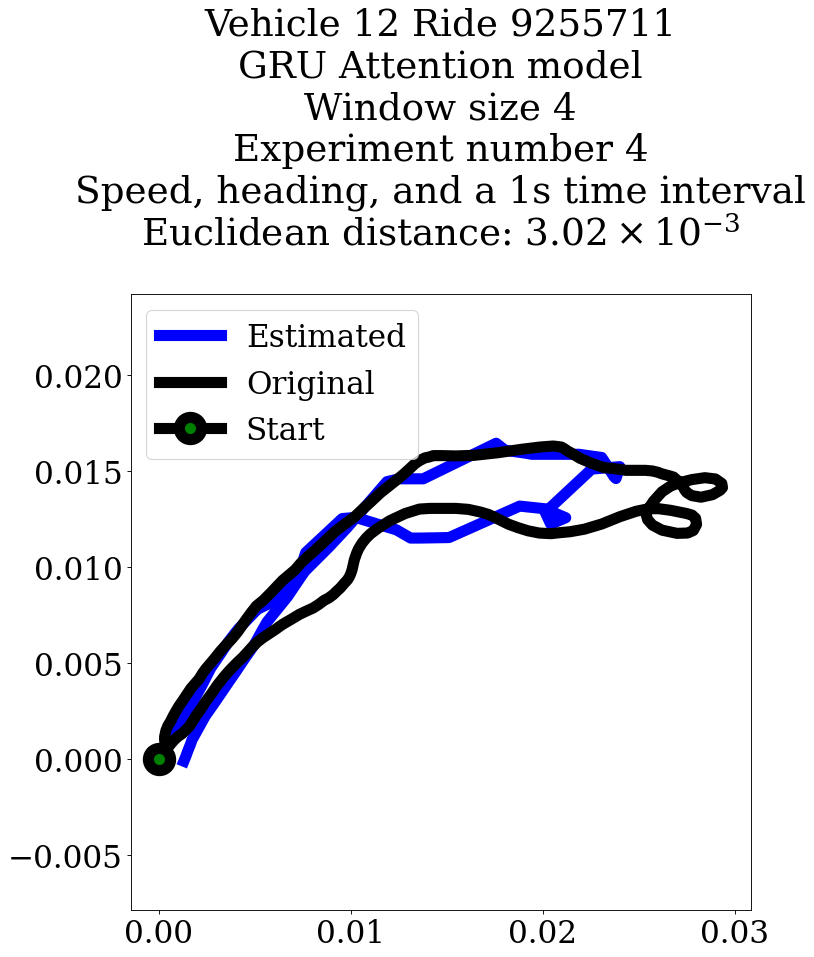 Vehicle 12 Ride 9255711
GRU Attention model
Window size 4
Experiment number 4
Speed, heading, and a 1s time interval
Euclidean distance: 3.02 × 10⁻³
Estimated
Original
Start
0.020
0.015
0.010
0.005
0.000
−0.005
0.00 0.01 0.02 0.03